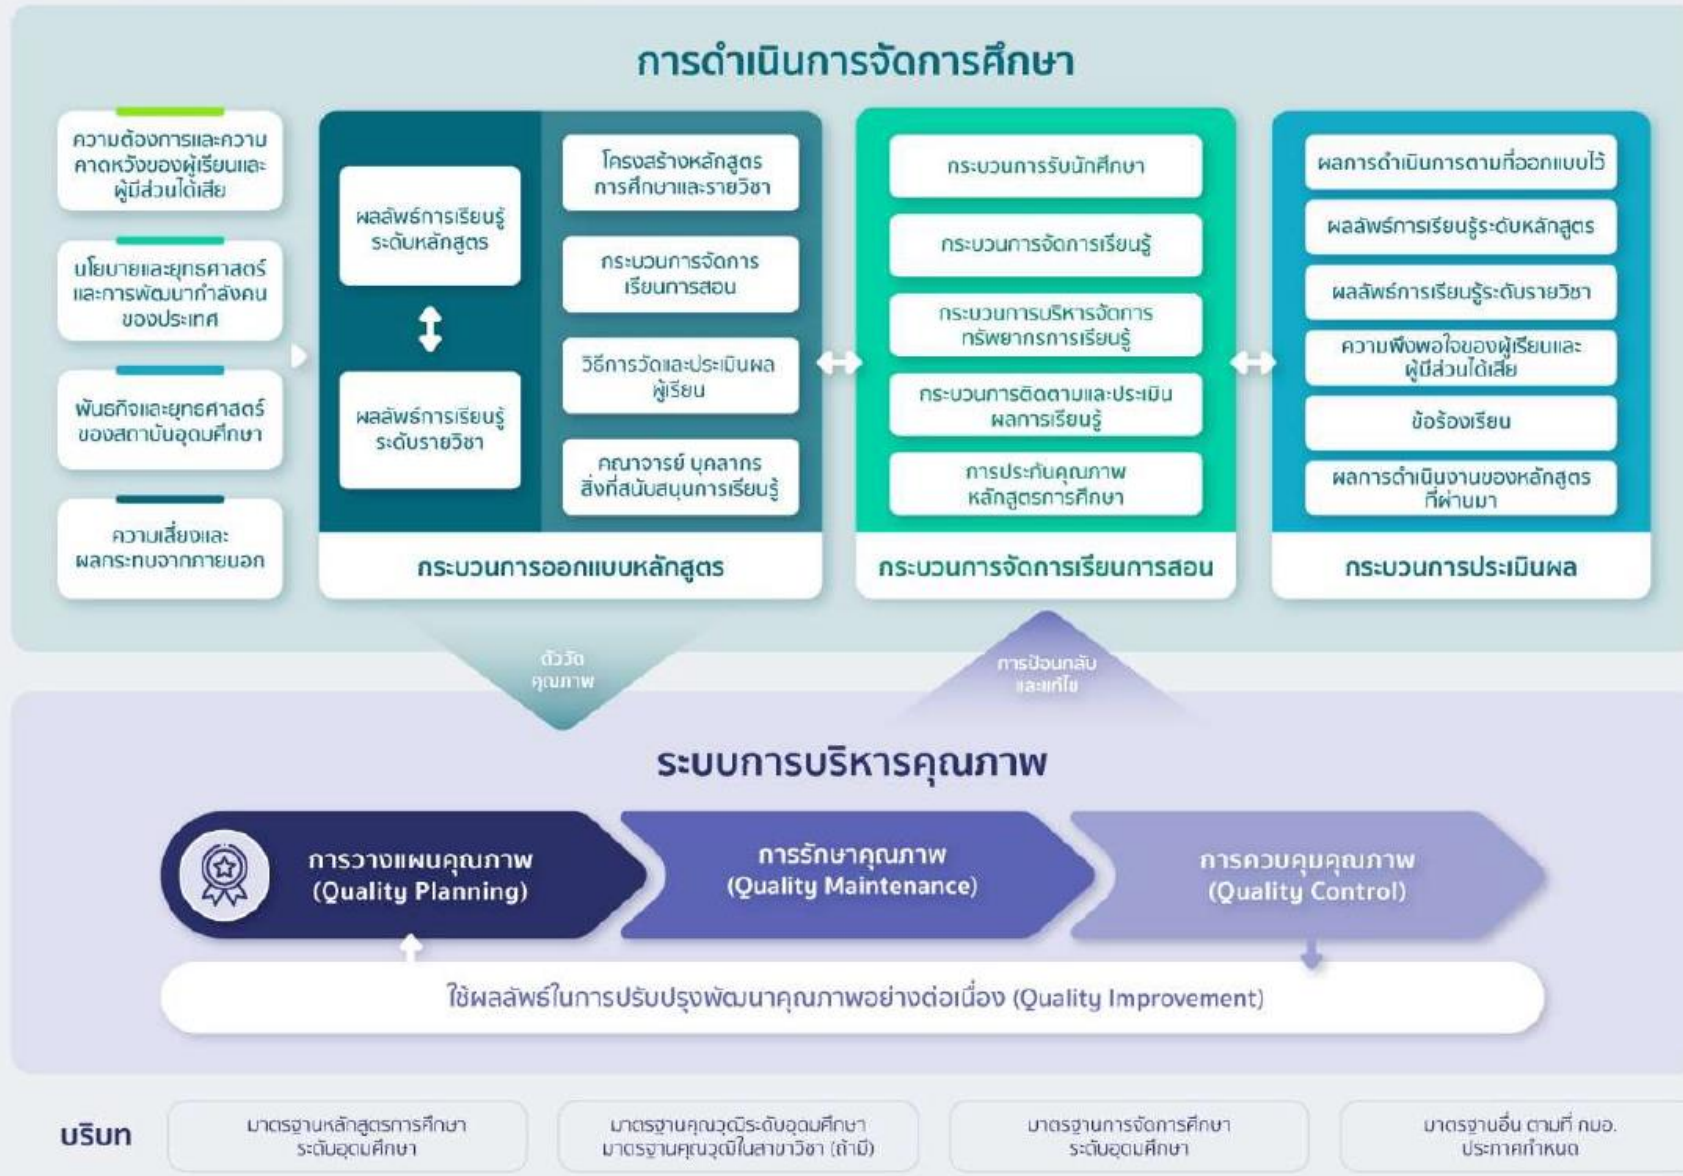 การดำเนินการจัดการศึกษา
ความต้องการและความ
คาดหวังของผู้เรียนและ
ผู้มีส่วนได้เสีย
นโยบายและยุทธศาสตร์
และการพัฒนากำลังคน
ของประเทศ
พันธกิจและยุทธศาสตร์
ของสถาบันอุดมศึกษา
ความเสี่ยงและ
ผลกระทบจากภายนอก
ผลลัพธ์การเรียนรู้
ระดับหลักสูตร
ผลลัพธ์การเรียนรู้
ระดับรายวิชา
โครงสร้างหลักสูตร
การศึกษาและรายวิชา
กระบวนการจัดการ
เรียนการสอน
วิธีการวัดและประเมินผล
ผู้เรียน
คณาจารย์ บุคลากร
สิ่งที่สนับสนุนการเรียนรู้
กระบวนการออกแบบหลักสูตร
กระบวนการรับนักศึกษา
กระบวนการจัดการเรียนรู้
กระบวนการบริหารจัดการ
ทรัพยากรการเรียนรู้
กระบวนการติดตามและประเมิน
ผลการเรียนรู้
การประกันคุณภาพ
หลักสูตรการศึกษา
กระบวนการจัดการเรียนการสอน
ผลการดำเนินการตามที่ออกแบบไว้
ผลลัพธ์การเรียนรู้ระดับหลักสูตร
ผลลัพธ์การเรียนรู้ระดับรายวิชา
ความพึงพอใจของผู้เรียนและ
ผู้มีส่วนได้เสีย
ข้อร้องเรียน
ผลการดำเนินงานของหลักสูตร
ที่ผ่านมา
กระบวนการประเมินผล
ตัววัด
คุณภาพ
การป้อนกลับ
และแก้ไข
ระบบการบริหารคุณภาพ
การวางแผนคุณภาพ
(Quality Planning)
การรักษาคุณภาพ
(Quality Maintenance)
การควบคุมคุณภาพ
(Quality Control)
ใช้ผลลัพธ์ในการปรับปรุงพัฒนาคุณภาพอย่างต่อเนื่อง (Quality Improvement)
บริบท
มาตรฐานหลักสูตรการศึกษา
ระดับอุดมศึกษา
มาตรฐานคุณวุฒิระดับอุดมศึกษา
มาตรฐานคุณวุฒิในสาขาวิชา (ถ้ามี)
มาตรฐานการจัดการศึกษา
ระดับอุดมศึกษา
มาตรฐานอื่น ตามที่ กมอ.
ประกาศกำหนด